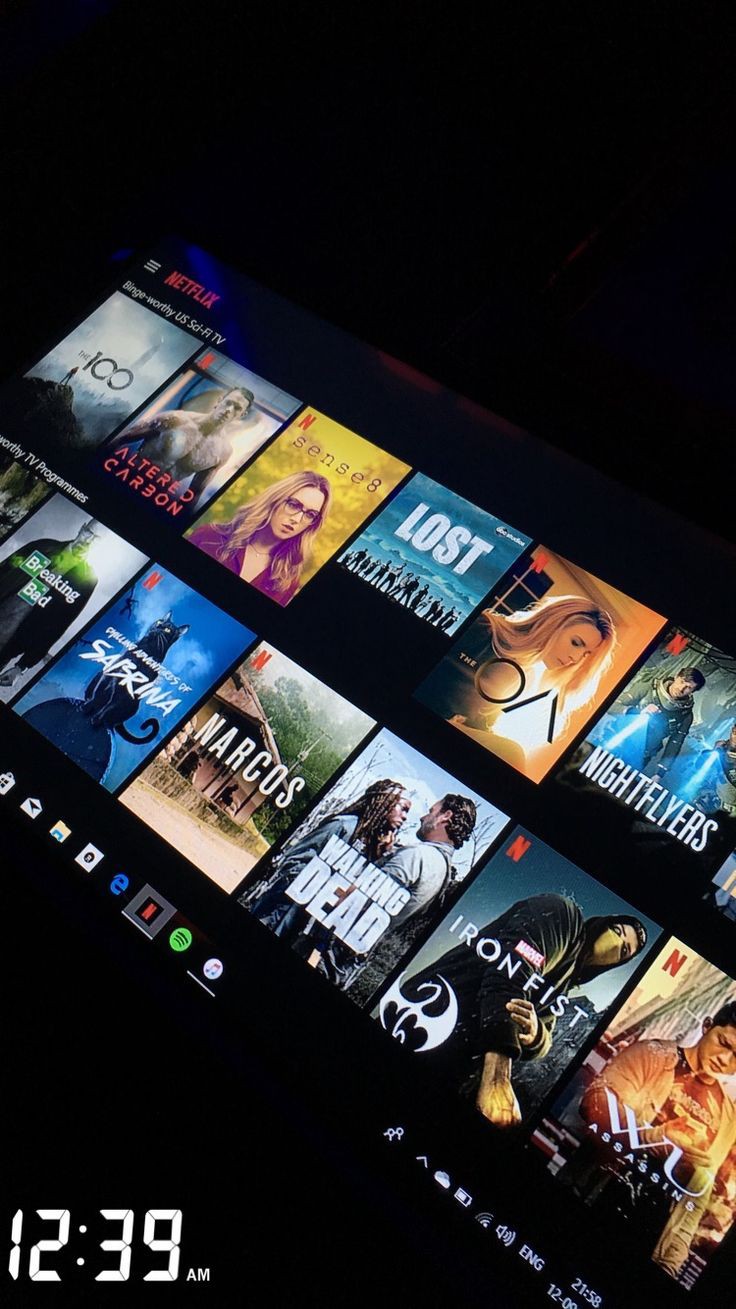 NETFLIX
Binge-worthy US Sci-Fi TV
THE 100
ALTERED
CARBON
sense8
LOST
abc studios
THE
OA
NIGHTFLYERS
worthy TV Programmes
Breaking
Bad
CHILLING ADVENTURES OF
SABRINA
NARCOS
WALKING
DEAD
MARVEL
IRON FIST
WU
ASSASSINS
ENG
21:58
12:39 AM